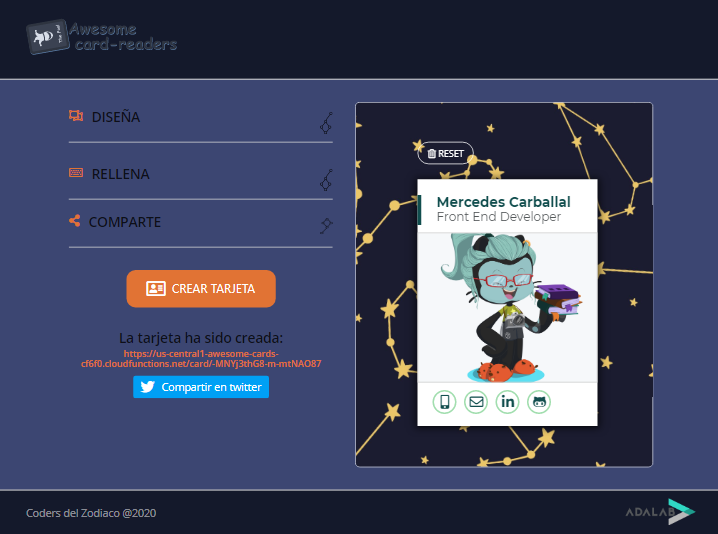 Awesome
card-readers
DISEÑA
RELLENA
COMPARTE
CREAR TARJETA
La tarjeta ha sido creada:
https://us-central1-awesome-cards-
cf6f0.cloudfunctions.net/card/-MNYj3thG8-m-mtNAO87
Compartir en twitter
RESET
Mercedes Carballal
Front End Developer
in
Coders del Zodiaco @2020
ADALAB